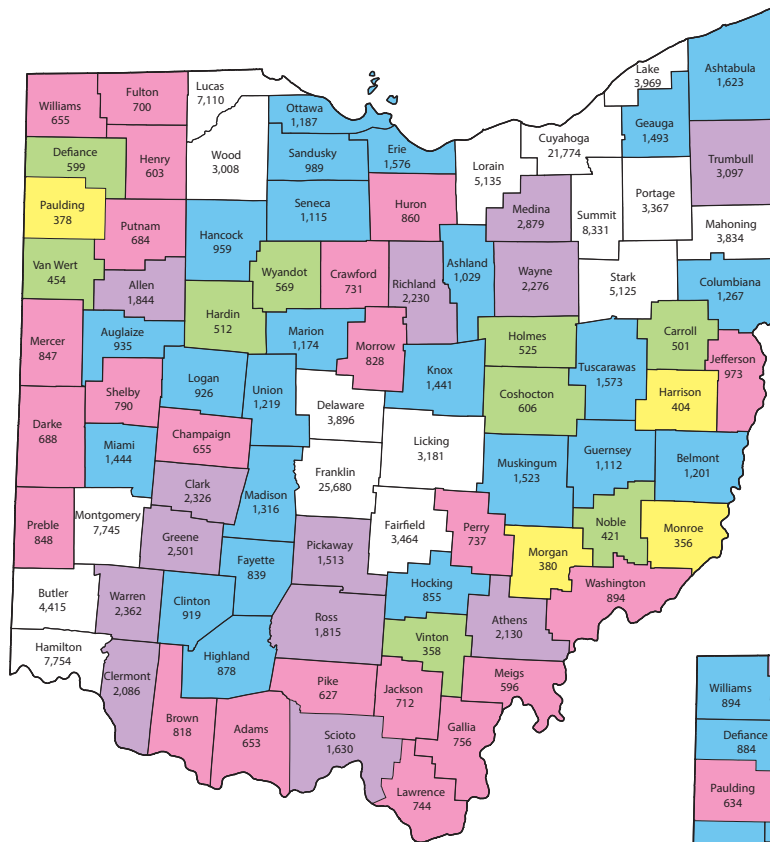 Lake
3,969
Ashtabula
1,623
Lucas
7,110
Fulton
700
Williams
655
Ottawa
1,187
Geauga
1,493
Cuyahoga
21,774
Defiance
599
Henry
603
Wood
3,008
Sandusky
989
Erie
1,576
Lorain
5,135
Trumbull
3,097
Paulding
378
Putnam
684
Hancock
959
Seneca
1,115
Huron
860
Medina
2,879
Summit
8,331
Portage
3,367
Mahoning
3,834
Van Wert
454
Allen
1,844
Wyandot
569
Crawford
731
Richland
2,230
Ashland
1,029
Wayne
2,276
Stark
5,125
Columbiana
1,267
Hardin
512
Mercer
847
Auglaize
935
Marion
1,174
Morrow
828
Holmes
525
Carroll
501
Tuscarawas
1,573
Jefferson
973
Shelby
790
Logan
926
Union
1,219
Knox
1,441
Coshocton
606
Harrison
404
Delaware
3,896
Darke
688
Miami
1,444
Champaign
655
Licking
3,181
Muskingum
1,523
Guernsey
1,112
Belmont
1,201
Clark
2,326
Madison
1,316
Franklin
25,680
Preble
848
Montgomery
7,745
Greene
2,501
Fairfield
3,464
Perry
737
Noble
421
Monroe
356
Pickaway
1,513
Morgan
380
Fayette
839
Butler
4,415
Warren
2,362
Clinton
919
Hocking
855
Washington
894
Ross
1,815
Athens
2,130
Vinton
358
Hamilton
7,754
Clermont
2,086
Highland
878
Pike
627
Jackson
712
Meigs
596
Brown
818
Adams
653
Scioto
1,630
Gallia
756
Lawrence
744
Williams
894
Defiance
884
Paulding
634